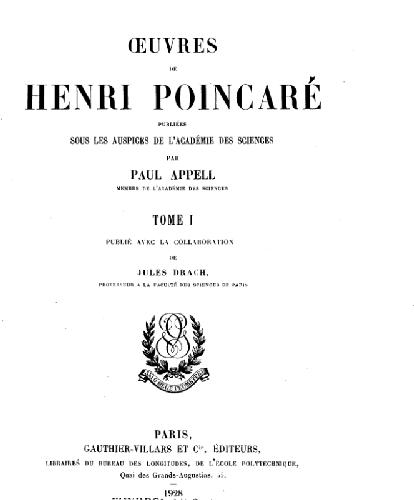 ŒUVRES
DE
HENRI POINCARÉ
PUBLIÉES
SOUS LES AUSPICES DE L'ACADÉMIE DES SCIENCES
PAR
PAUL APPELL
MEMBRE DE L'ACADÉMIE DES SCIENCES
TOME I
PUBLIÉ AVEC LA COLLABORATION
DE
JULES DRACH,
PROFESSEUR A LA FACULTÉ DES SCIENCES DE PARIS
PARIS,
GAUTHIER-VILLARS ET Cie, ÉDITEURS,
LIBRAIRES DU BUREAU DES LONGITUDES, DE L'ÉCOLE POLYTECHNIQUE,
Quai des Grands-Augustins,
1928